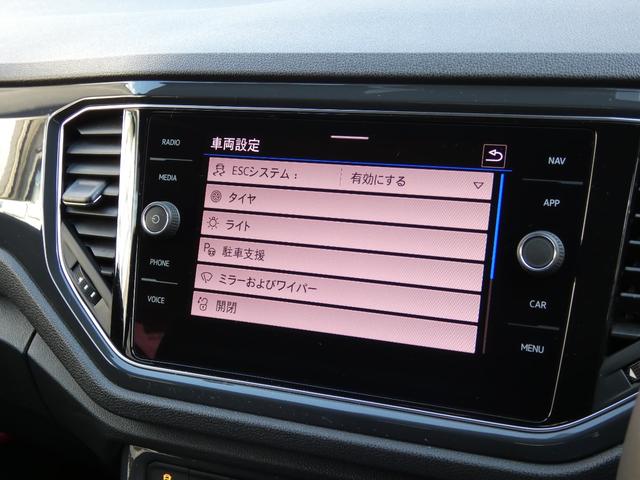 RADIO
MEDIA
PHONE
VOICE
車両設定
ESCシステム： 有効にする
タイヤ
ライト
駐車支援
ミラーおよびワイパー
開閉
NAV
APP
CAR
MENU